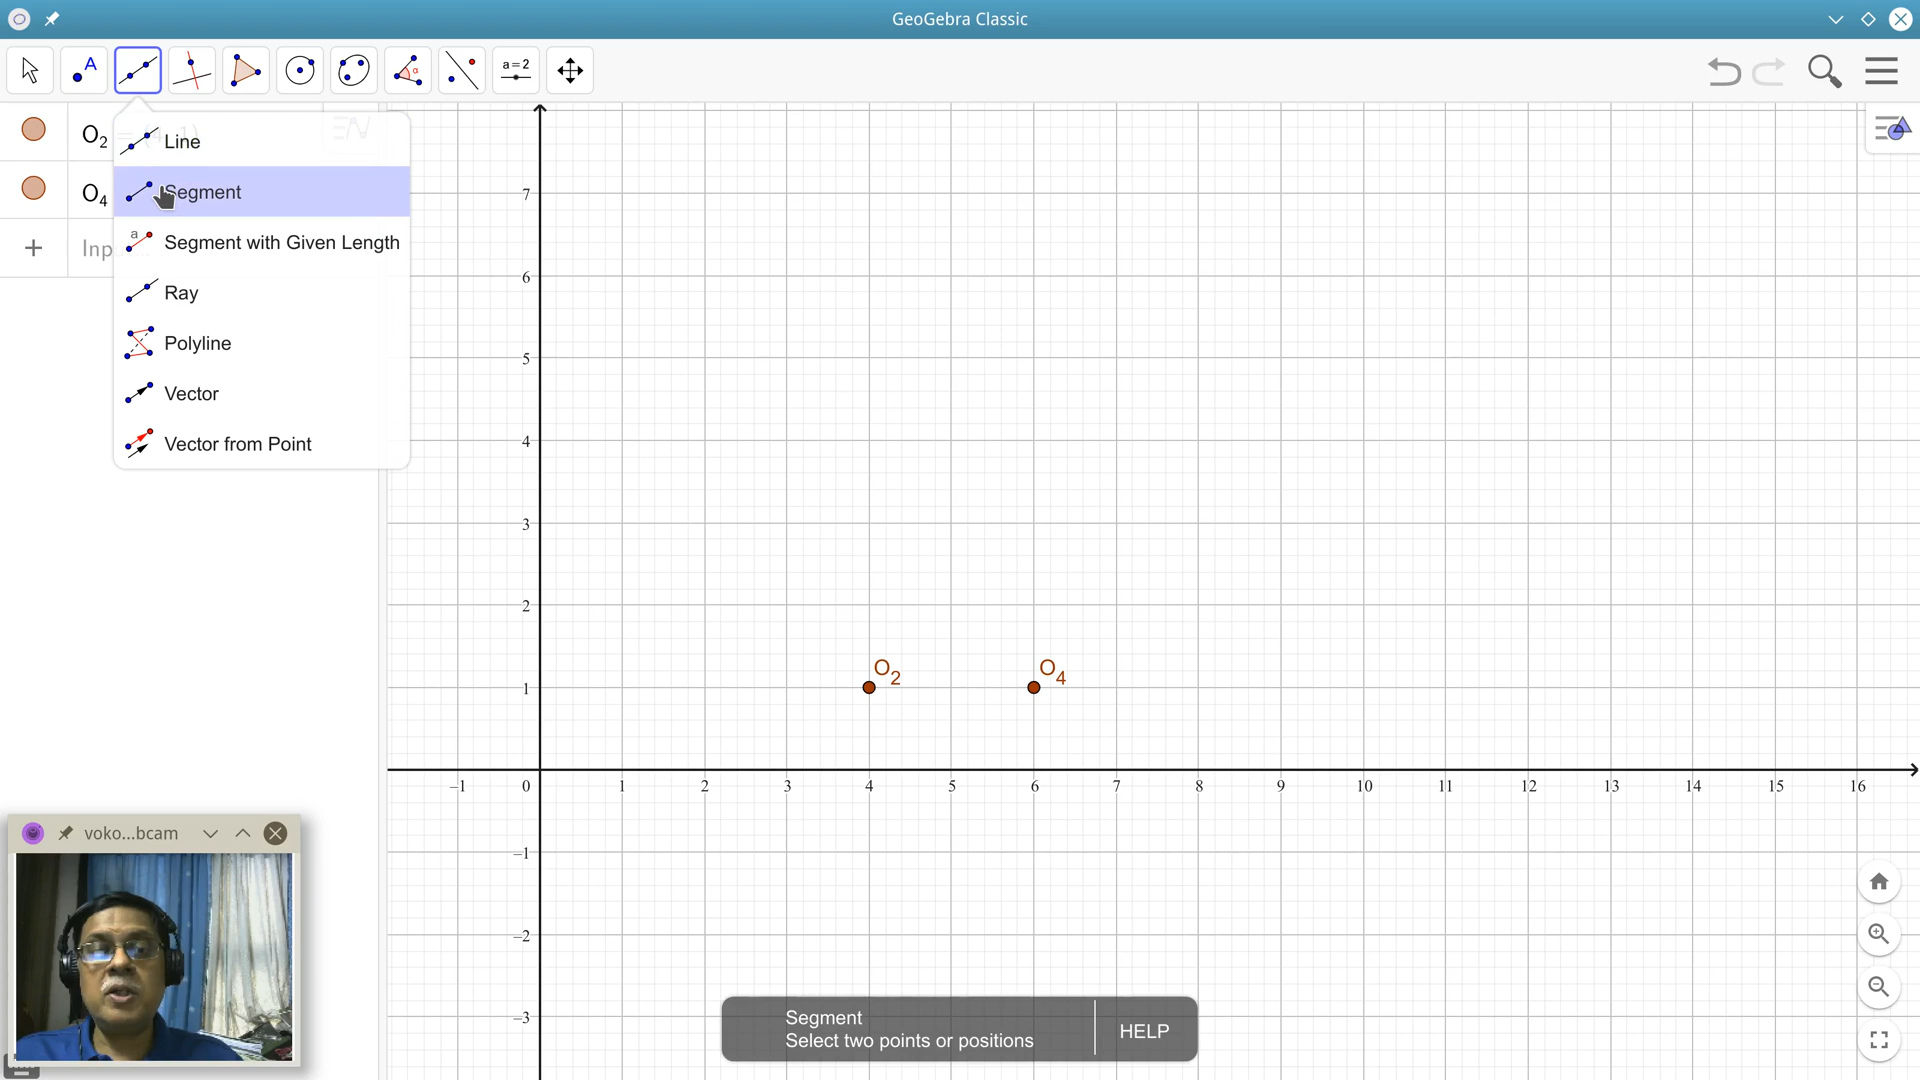 GeoGebra Classic
A
α
a=2
O2
Line
O4
Segment
a
Segment with Given Length
+ Inp
Ray
Polyline
Vector
Vector from Point
7
6
5
4
3
2
1
O2
O4
–1
0
1
2
3
4
5
6
7
8
9
10
11
12
13
14
15
16
–1
–2
–3
voko...bcam
Segment
Select two points or positions
HELP